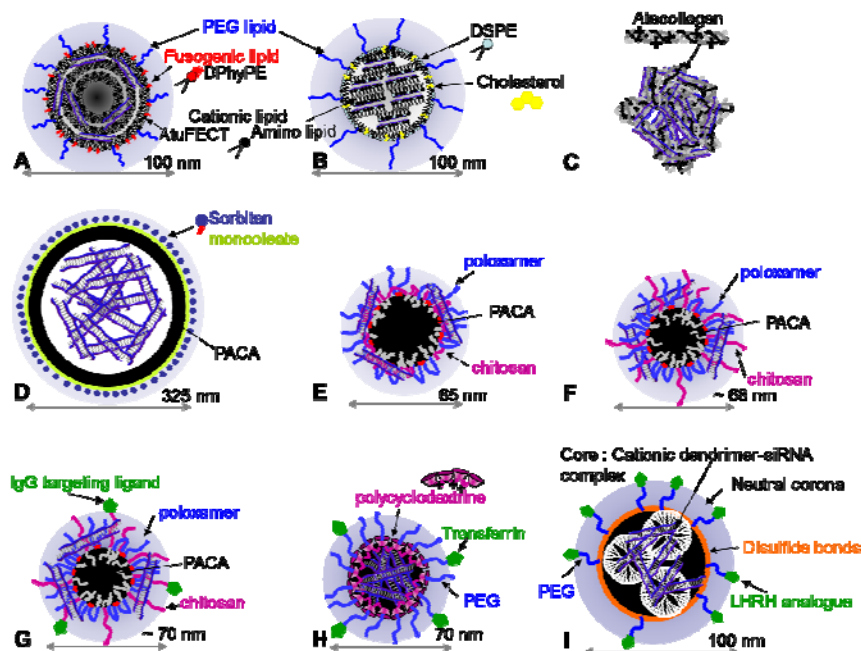 PEG lipid
Fusogenic lipid
DPhyPE
Cationic lipid
AtuFECT
Amino lipid
A
100 nm
DSPE
Cholesterol
B
100 nm
Atecollagen
C
Sorbitan
monooleate
PACA
D
325 nm
poloxamer
PACA
chitosan
E
65 nm
poloxamer
PACA
chitosan
F
~ 68 nm
IgG targeting ligand
poloxamer
PACA
chitosan
G
~ 70 nm
polycyclodextrine
Transferrin
PEG
H
70 nm
Core : Cationic dendrimer-siRNA
complex
Neutral corona
Disulfide bonds
PEG
LHRH analogue
I
100 nm